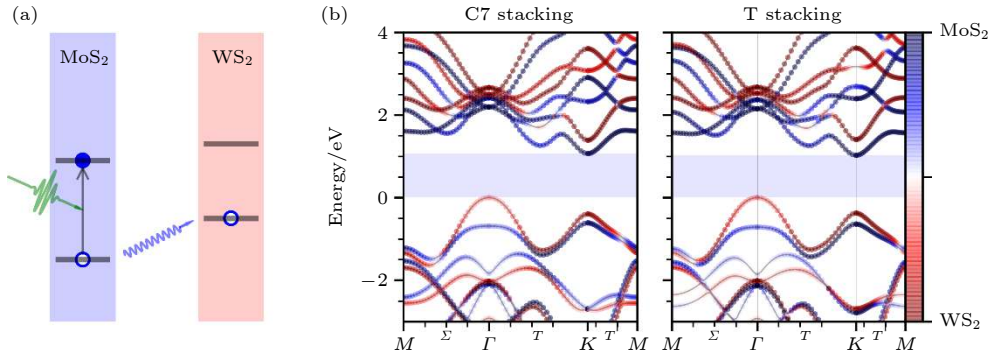 (a)
MoS₂
WS₂
(b)
C7 stacking
T stacking
Energy/eV
4
2
0
−2
M
Σ
Γ
T
K
T
M
M
Σ
Γ
T
K
T
M
MoS₂
WS₂